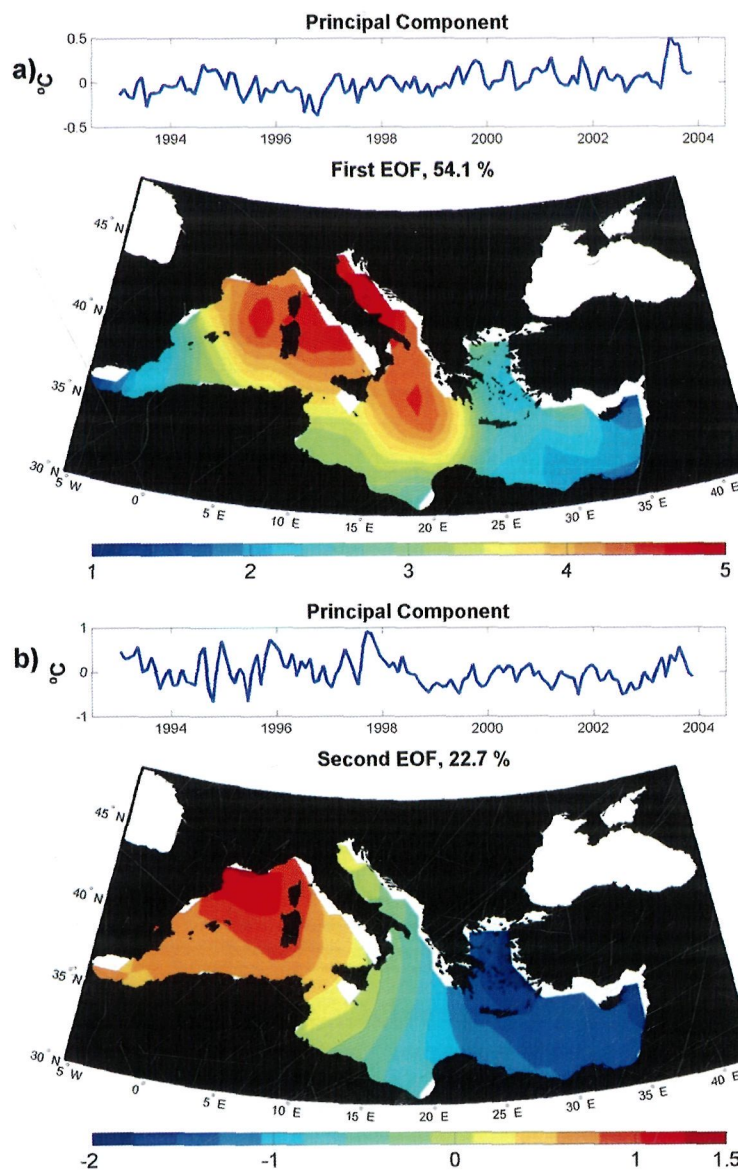 Principal Component
a)
°C
0.5
0
-0.5
1994 1996 1998 2000 2002 2004
First EOF, 54.1 %
45° N
40° N
35° N
30° N
5° W
0°
5° E
10° E
15° E
20° E
25° E
30° E
35° E
40° E
1 2 3 4 5
Principal Component
b)
°C
1
0
-1
1994 1996 1998 2000 2002 2004
Second EOF, 22.7 %
45° N
40° N
35° N
30° N
5° W
0°
5° E
10° E
15° E
20° E
25° E
30° E
35° E
40° E
-2 -1 0 1 1.5